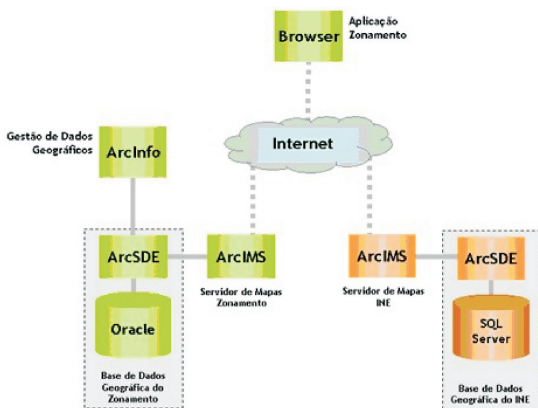 Browser
Aplicação
Zonamento
Internet
Gestão de Dados
Geográficos
ArcInfo
ArcSDE
ArcIMS
Servidor de Mapas
Zonamento
Oracle
Base de Dados
Geográfica do
Zonamento
ArcIMS
Servidor de Mapas
INE
ArcSDE
SQL
Server
Base de Dados
Geográfica do INE